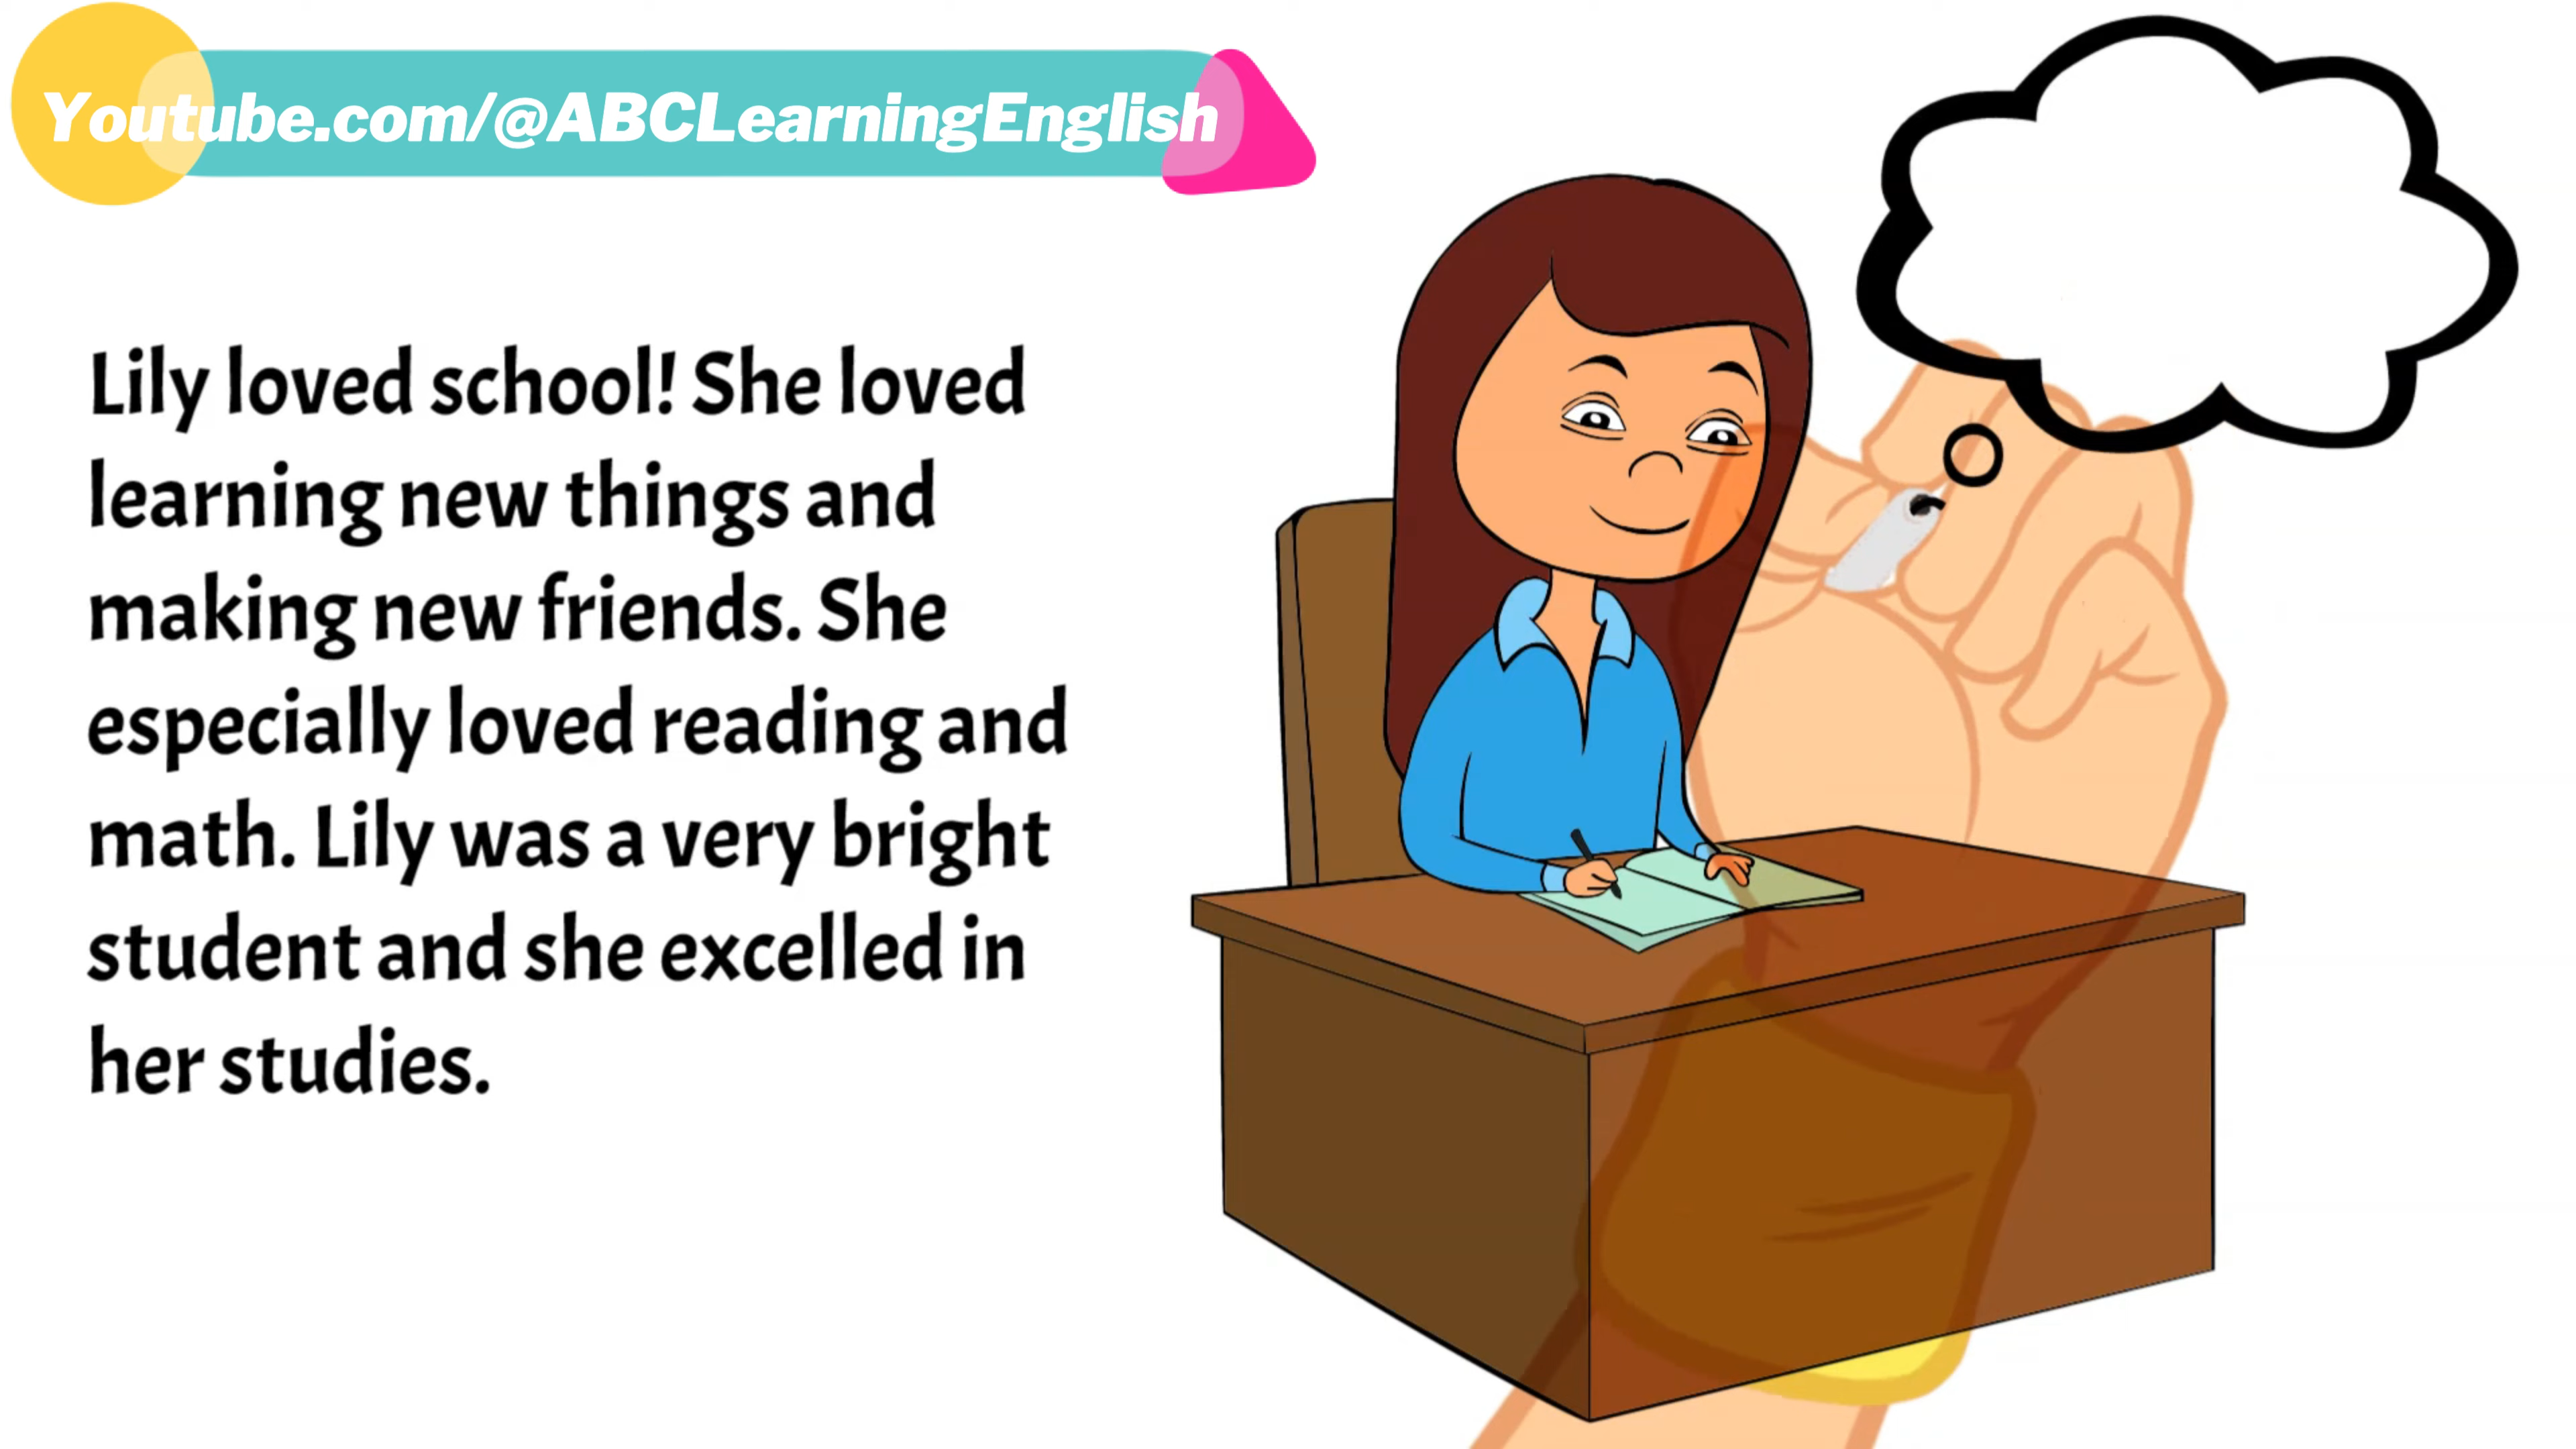 Youtube.com/@ABCLearningEnglish
Lily loved school! She loved
learning new things and
making new friends. She
especially loved reading and
math. Lily was a very bright
student and she excelled in
her studies.